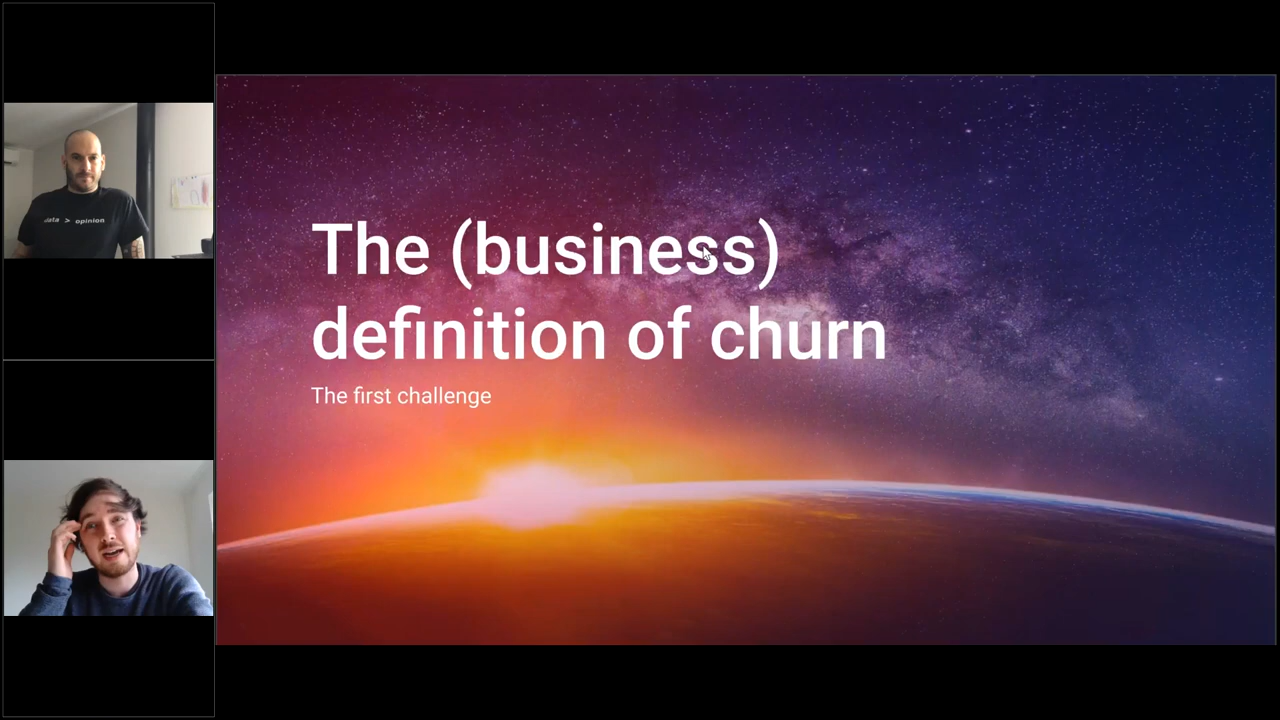 data > opinion
The (business)
definition of churn
The first challenge